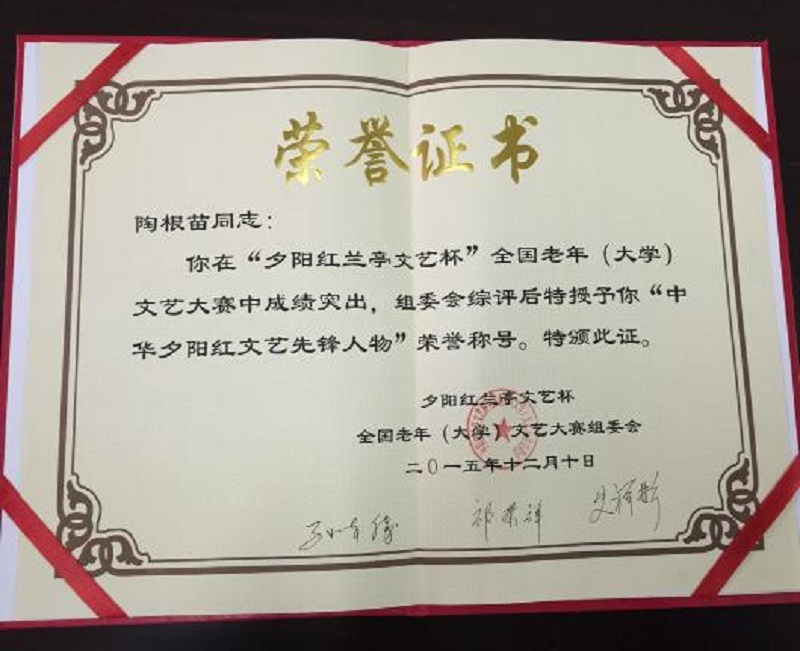 荣誉证书
陶根苗同志：
你在“夕阳红兰亭文艺杯”全国老年（大学）
文艺大赛中成绩突出，组委会综评后特授予你“中
华夕阳红文艺先锋人物”荣誉称号。特颁此证。
夕阳红兰亭文艺杯
全国老年（大学）文艺大赛组委会
二〇一五年十二月十日